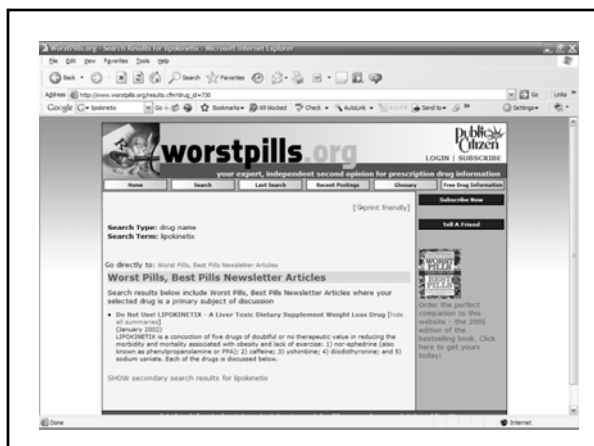 WorstPills.org - Search Results for lipokinetix - Microsoft Internet Explorer
File Edit View Favorites Tools Help
Back Search Favorites
Address http://www.worstpills.org/results.cfm?drug_id=730 Go Links
Google lipokinetix Go Bookmarks 69 blocked Check AutoLink AutoFill Send to Settings
worstpills.org
Public Citizen
LOGIN | SUBSCRIBE
your expert, independent second opinion for prescription drug information
Home Search Last Search Recent Postings Glossary Free Drug Information
[print friendly]
Subscribe Now
Tell A Friend
Search Type: drug name
Search Term: lipokinetix
Go directly to: Worst Pills, Best Pills Newsletter Articles
Worst Pills, Best Pills Newsletter Articles
Search results below include Worst Pills, Best Pills Newsletter Articles where your
selected drug is a primary subject of discussion
Do Not Use! LIPOKINETIX - A Liver Toxic Dietary Supplement Weight Loss Drug [hide
all summaries]
(January 2002)
LIPOKINETIX is a concoction of five drugs of doubtful or no therapeutic value in reducing the
morbidity and mortality associated with obesity and lack of exercise: 1) nor-ephedrine (also
known as phenylpropanolamine or PPA); 2) caffeine; 3) yohimbine; 4) diiodothyronine; and 5)
sodium usniate. Each of the drugs is discussed below.
SHOW secondary search results for lipokinetix
WORST
PILLS
BEST
PILLS
Order the perfect
companion to this
website - the 2005
edition of the
bestselling book. Click
here to get yours
today!
Done Internet